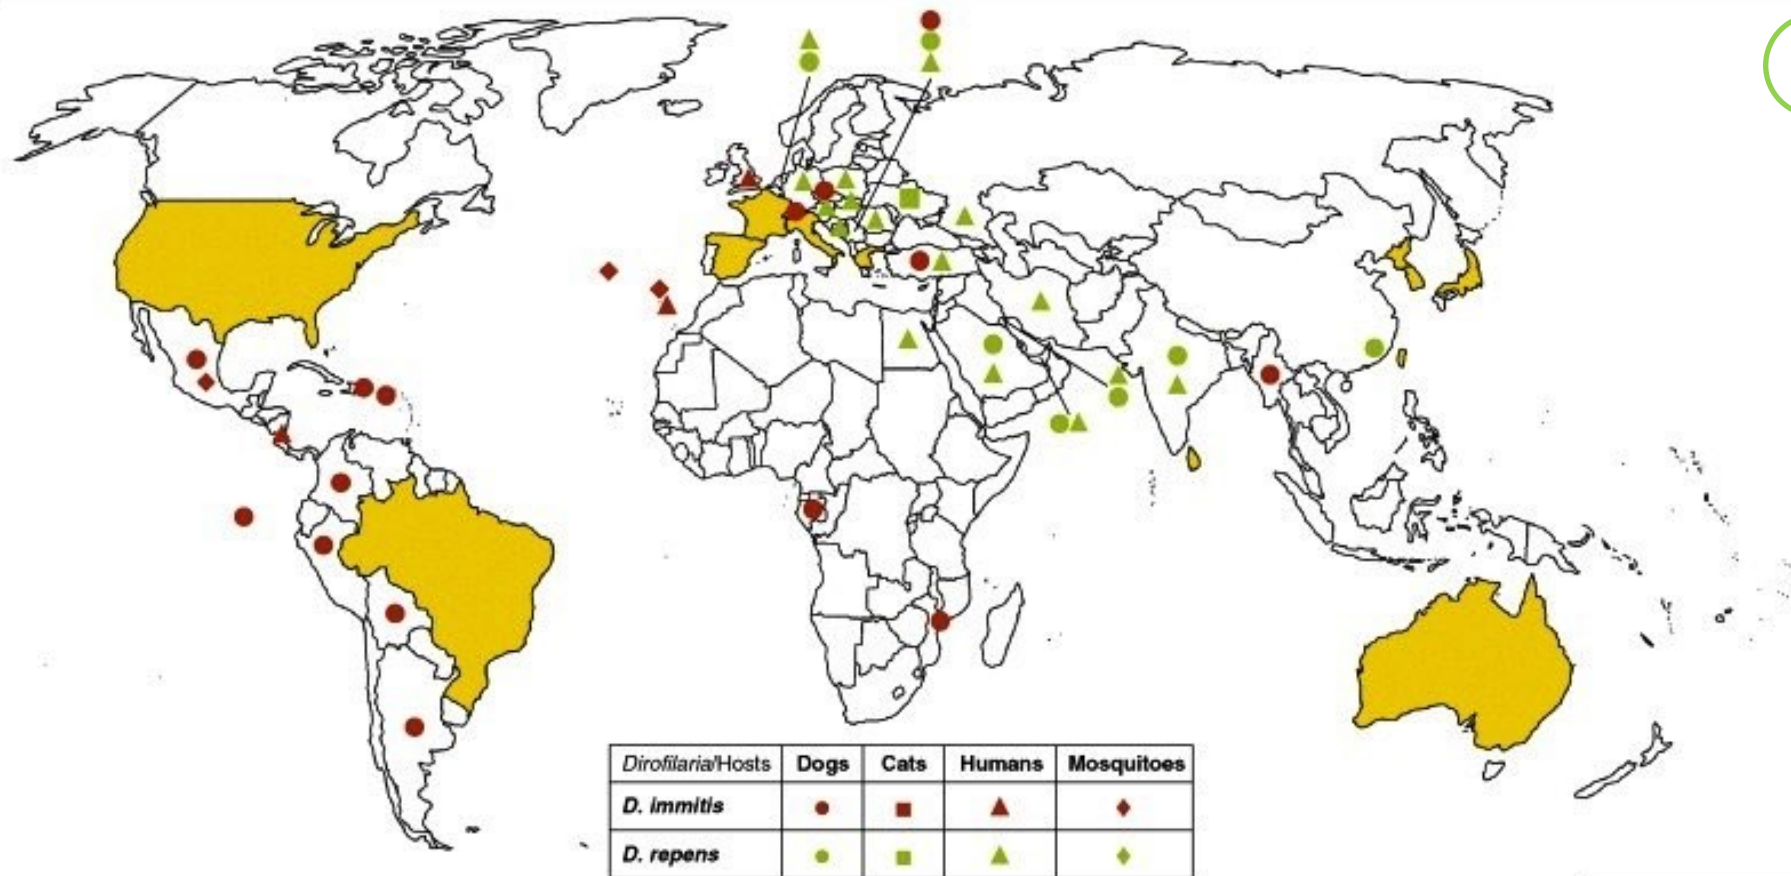 Dirofilaria/Hosts Dogs Cats Humans Mosquitoes
D. immitis
D. repens